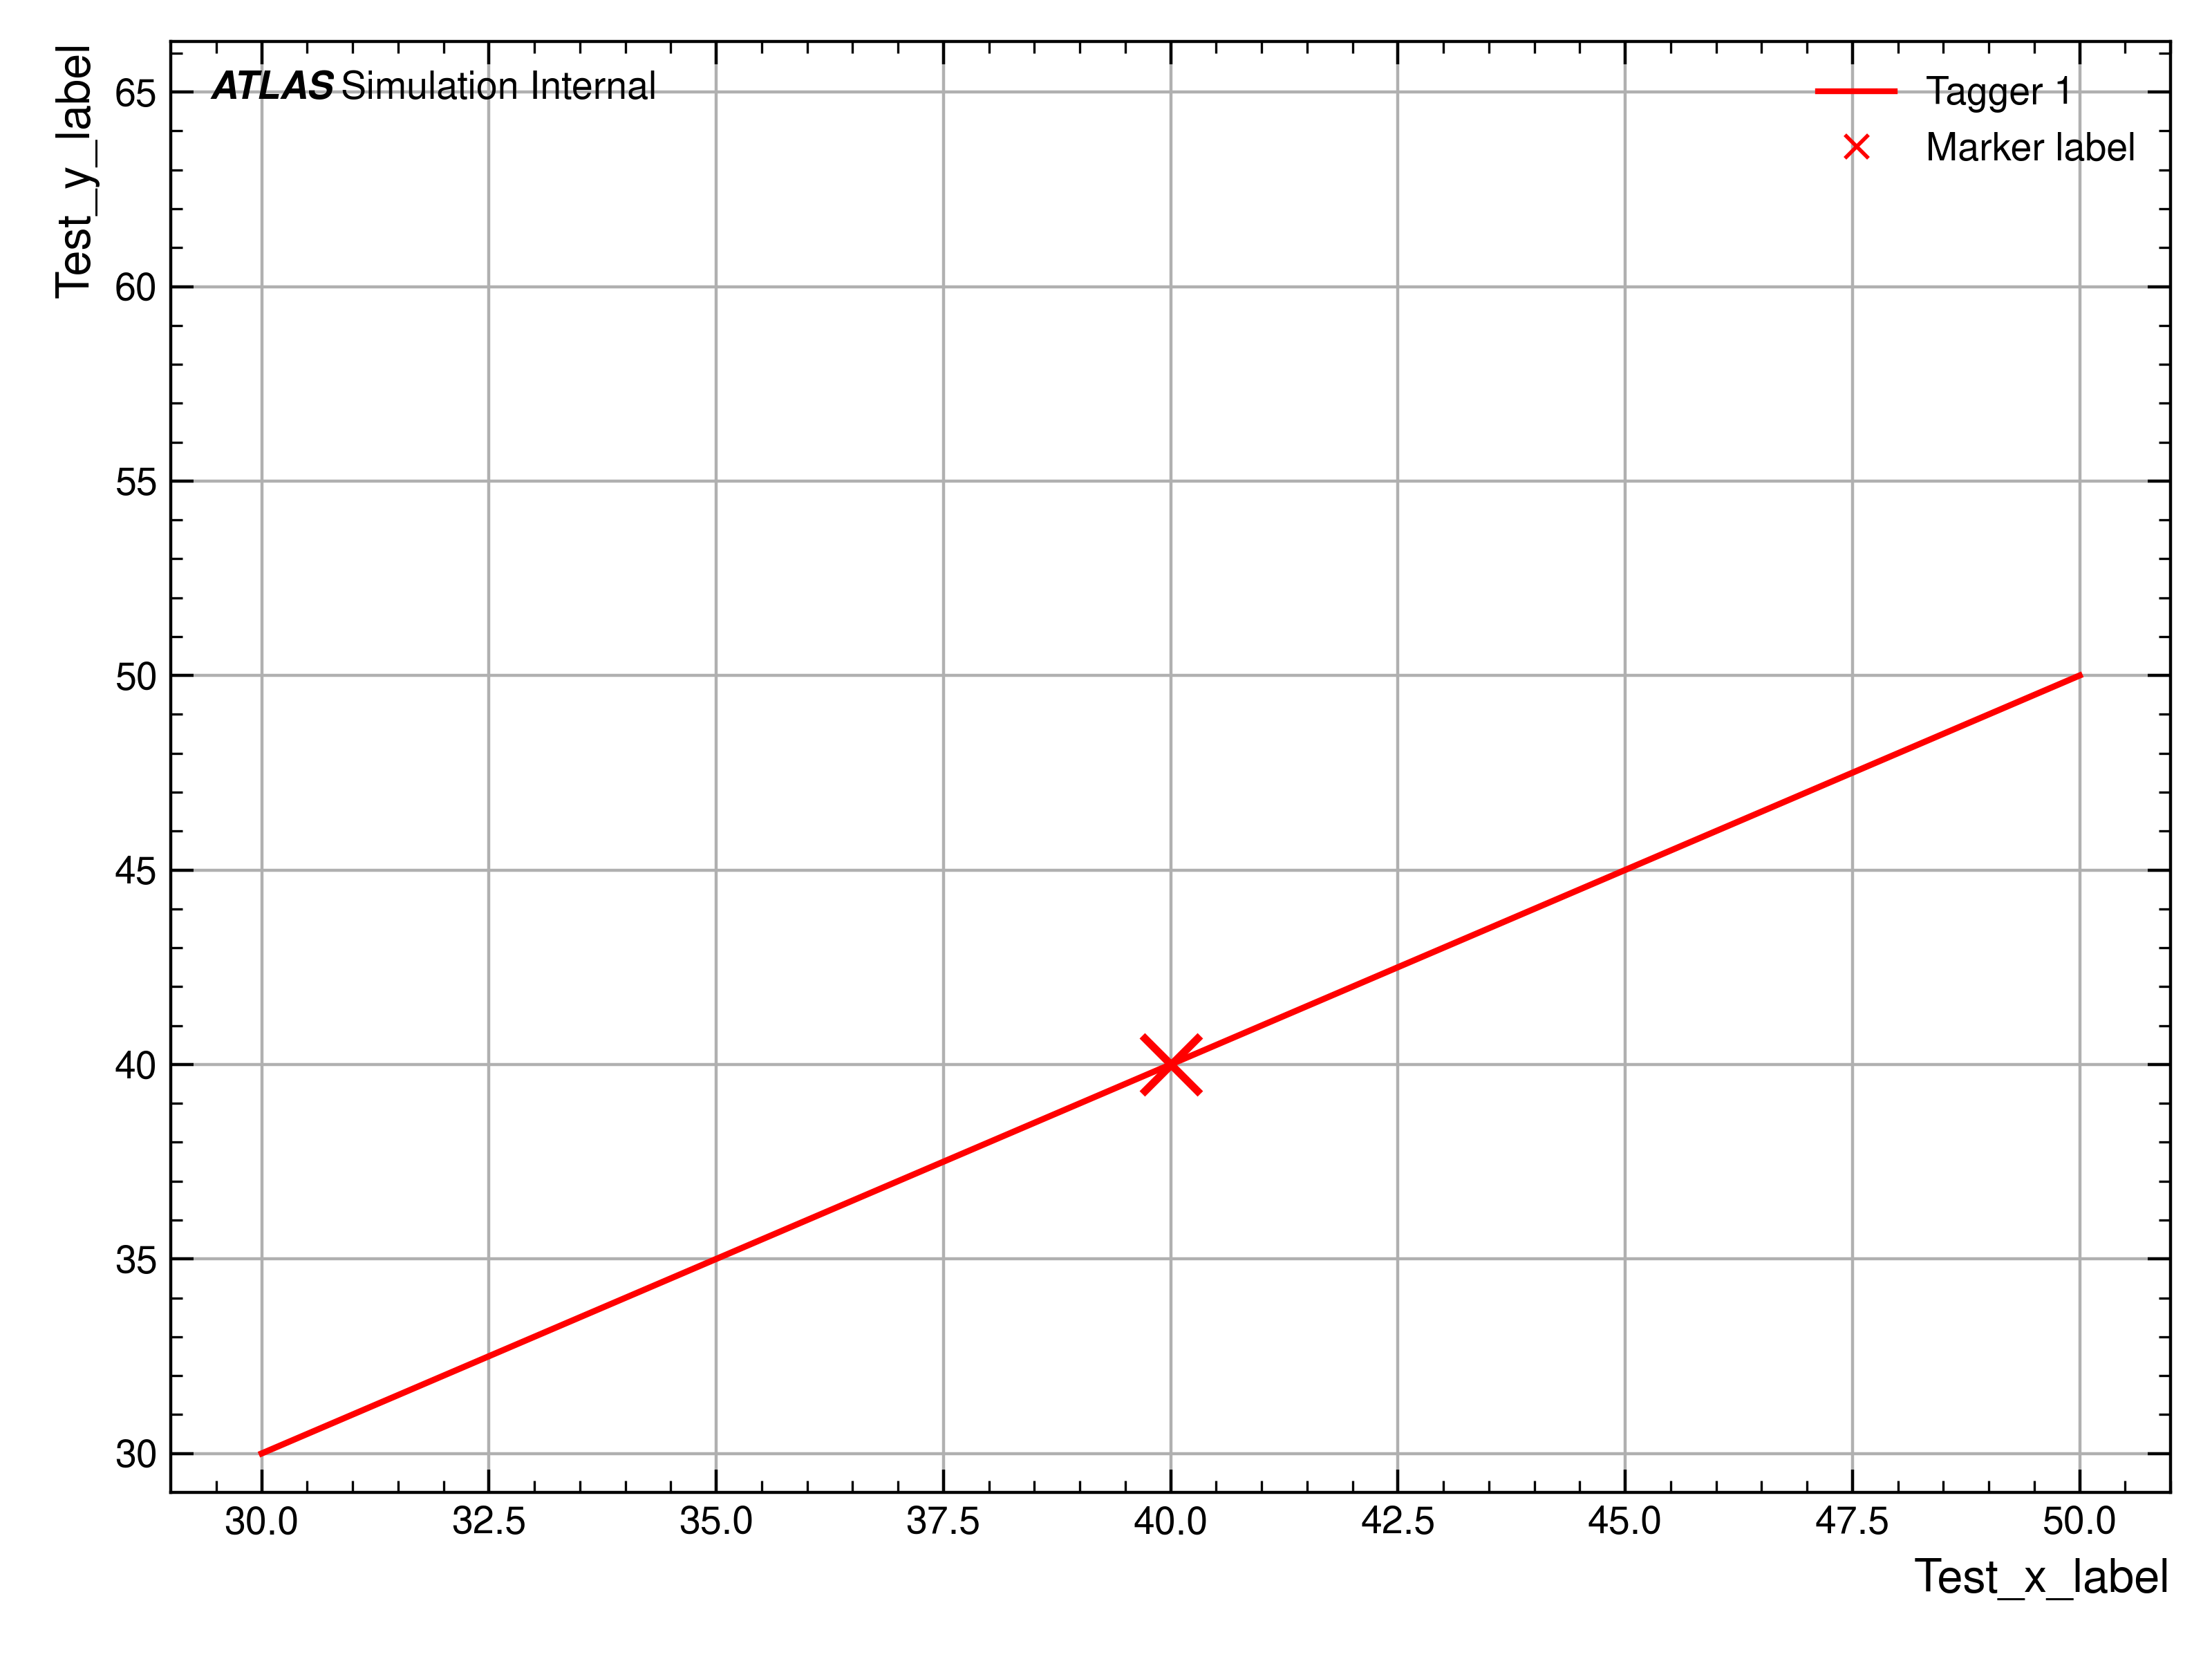 ATLAS Simulation Internal
Tagger 1
Marker label
Test_y_label
65
60
55
50
45
40
35
30
30.0 32.5 35.0 37.5 40.0 42.5 45.0 47.5 50.0
Test_x_label